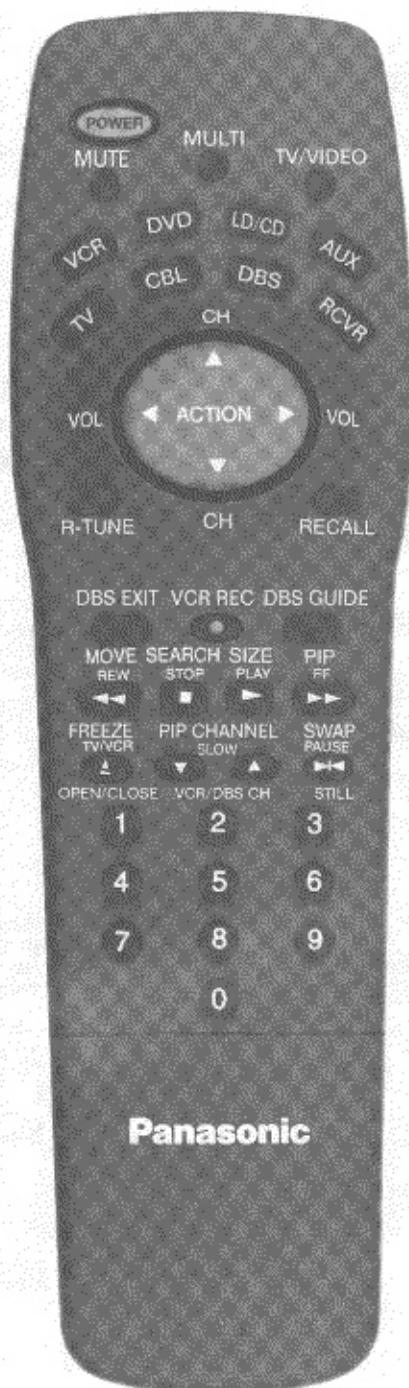 POWER
MUTE MULTI TV/VIDEO
VCR DVD LD/CD AUX
TV CBL DBS RCVR
CH
VOL ACTION VOL
CH
R-TUNE RECALL
DBS EXIT VCR REC DBS GUIDE
MOVE SEARCH SIZE PIP
REW STOP PLAY FF
FREEZE PIP CHANNEL SWAP
TV/VCR SLOW PAUSE
OPEN/CLOSE VCR/DBS CH STILL
1 2 3
4 5 6
7 8 9
0
Panasonic